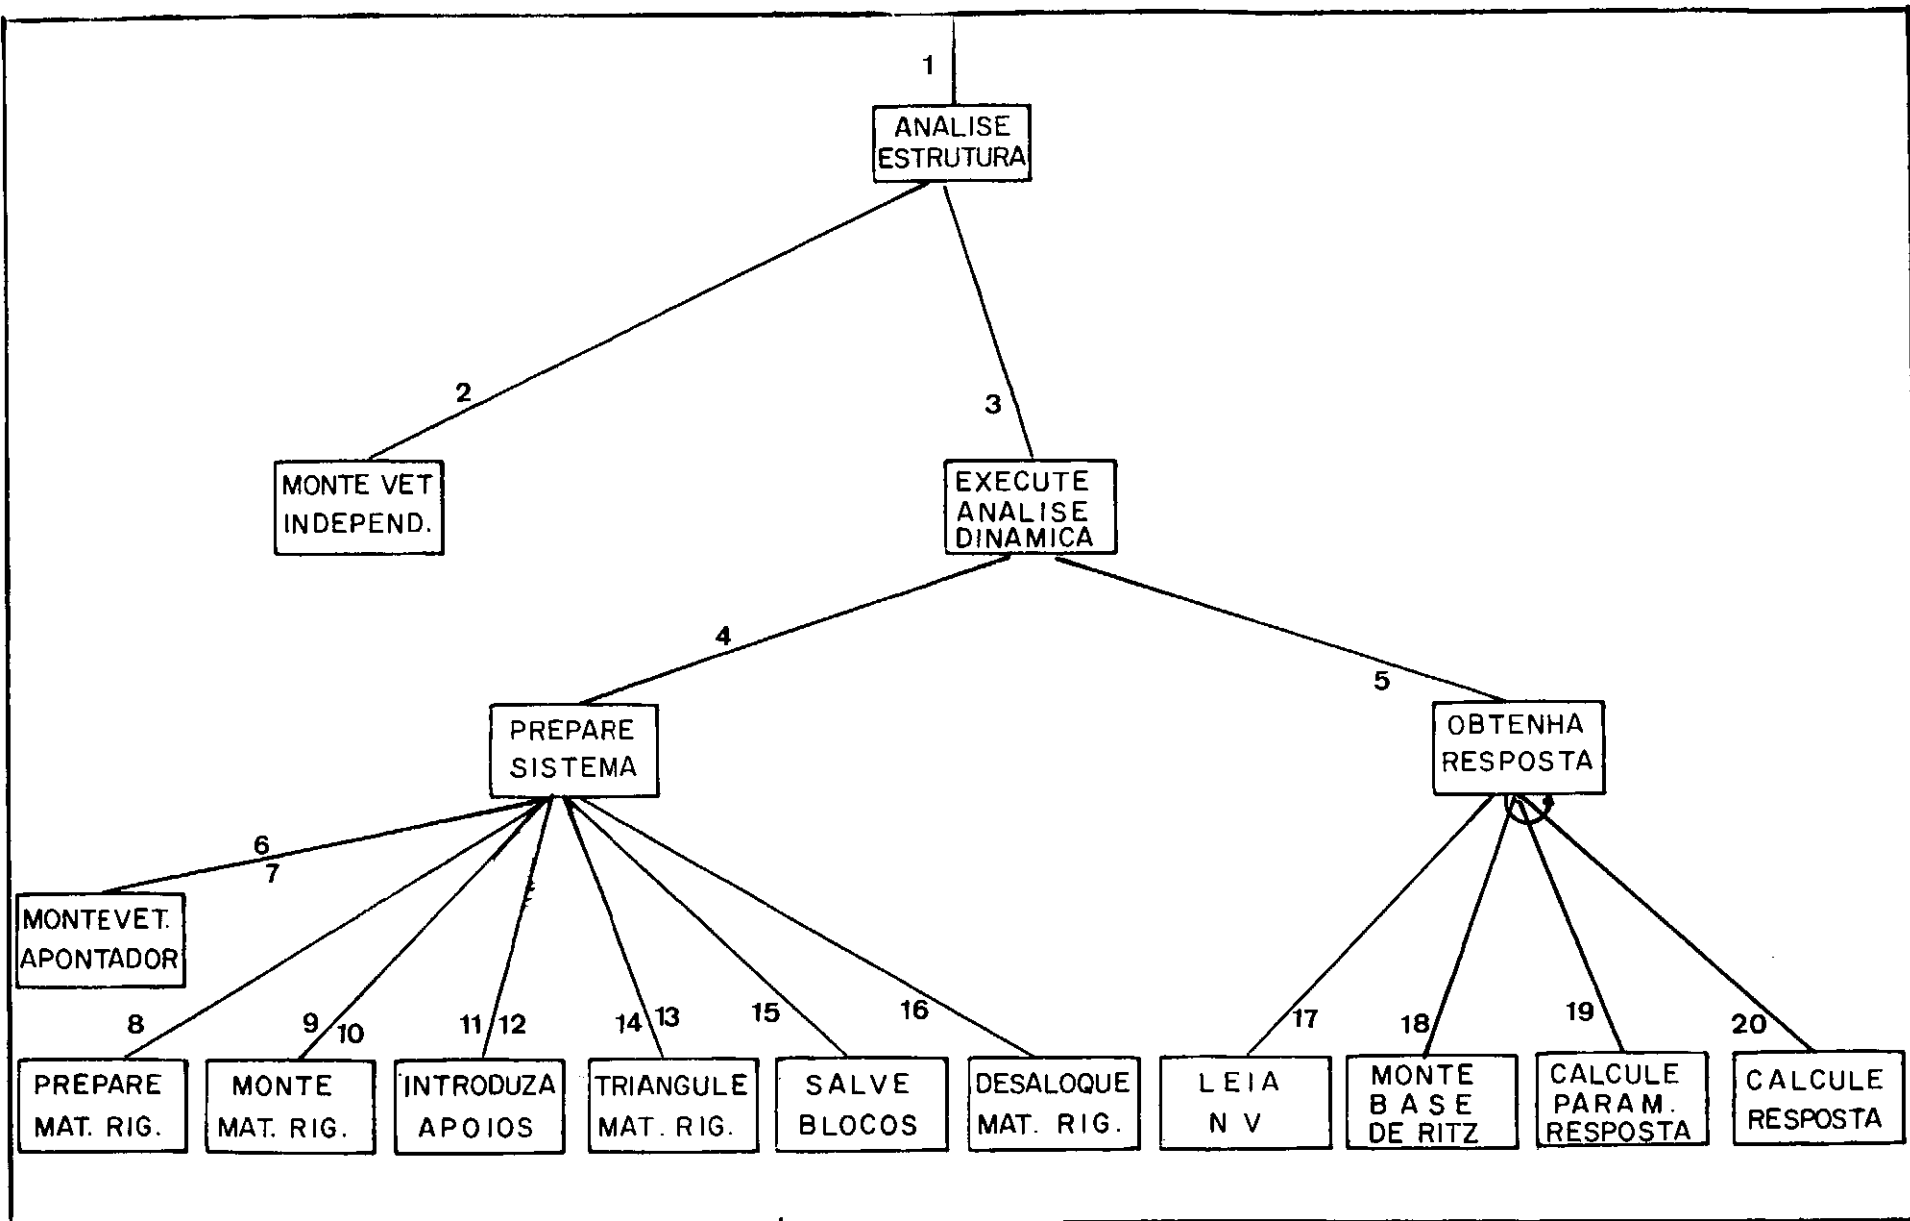 1
ANALISE
ESTRUTURA
2
3
MONTE VET
INDEPEND.
EXECUTE
ANALISE
DINAMICA
4
5
PREPARE
SISTEMA
OBTENHA
RESPOSTA
6
7
MONTEVET.
APONTADOR
8
9
10
11
12
14
13
15
16
17
18
19
20
PREPARE
MAT. RIG.
MONTE
MAT. RIG.
INTRODUZA
APOIOS
TRIANGULE
MAT. RIG.
SALVE
BLOCOS
DESALOQUE
MAT. RIG.
LEIA
NV
MONTE
BASE
DE RITZ
CALCULE
PARAM.
RESPOSTA
CALCULE
RESPOSTA